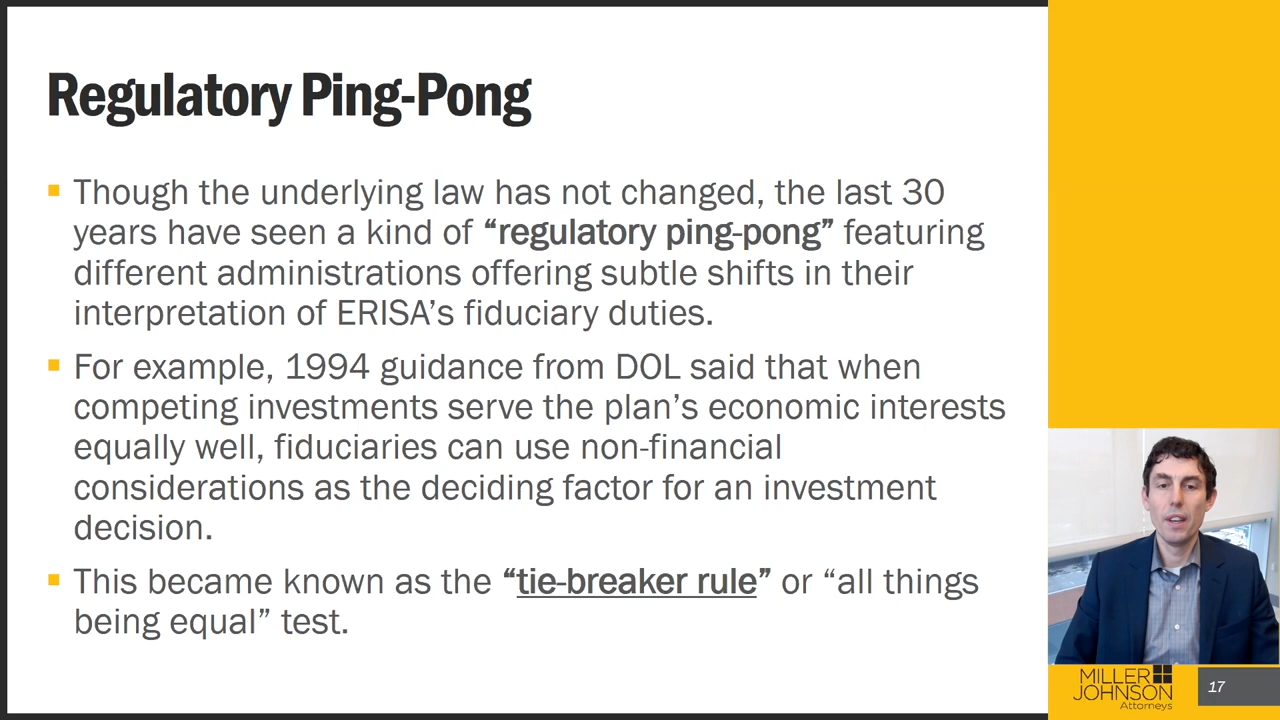 Regulatory Ping-Pong
Though the underlying law has not changed, the last 30
years have seen a kind of “regulatory ping-pong” featuring
different administrations offering subtle shifts in their
interpretation of ERISA’s fiduciary duties.
For example, 1994 guidance from DOL said that when
competing investments serve the plan’s economic interests
equally well, fiduciaries can use non-financial
considerations as the deciding factor for an investment
decision.
This became known as the “tie-breaker rule” or “all things
being equal” test.
MILLER
JOHNSON
Attorneys
17